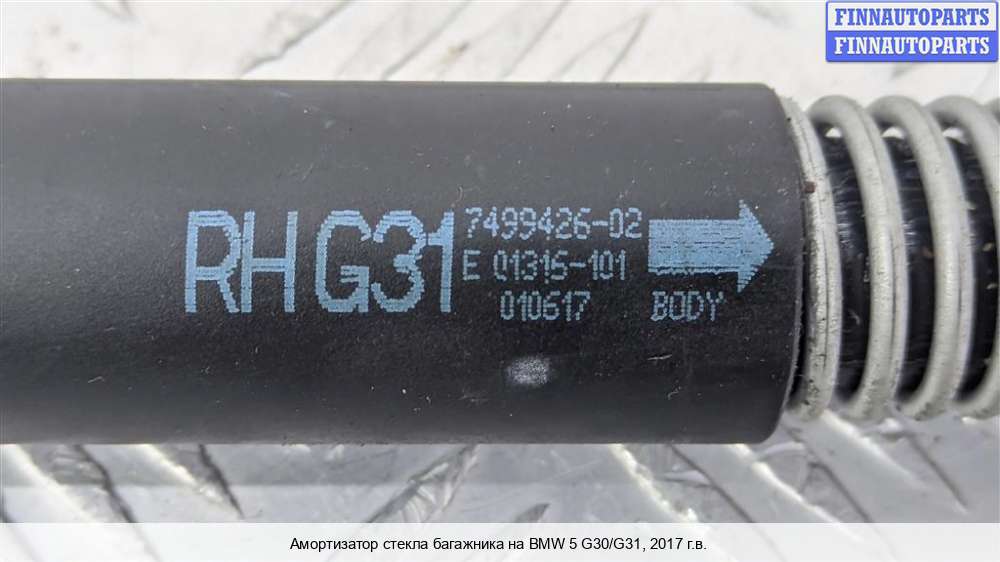 FINNAUTOPARTS
FINNAUTOPARTS
RH G31
7499426-02
E 01316-101
010617
BODY
Амортизатор стекла багажника на BMW 5 G30/G31, 2017 г.в.